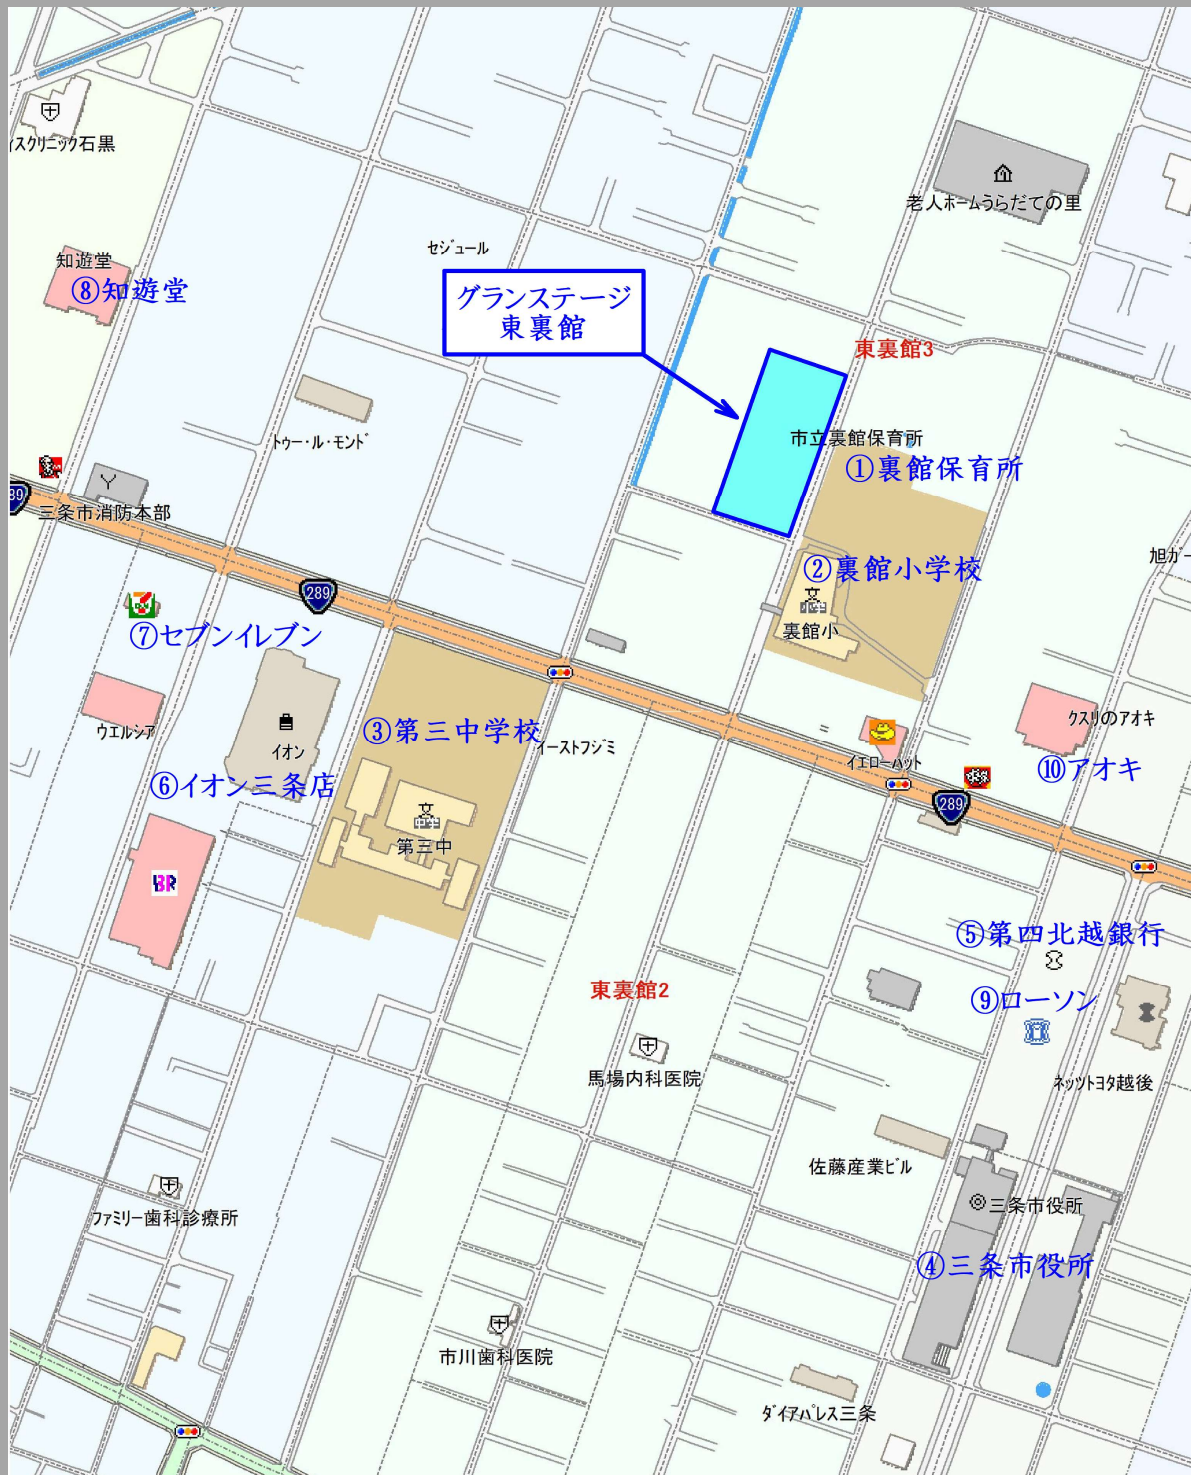 ィスクリニック石黒
老人ホームうらだての里
セジュール
知遊堂
⑧知遊堂
グランステージ
東裏館
東裏館3
トゥー・ル・モンド
市立裏館保育所
①裏館保育所
89
三条市消防本部
旭ガー
②裏館小学校
289
小学
裏館小
⑦セブンイレブン
ウエルシア
イオン
⑥イオン三条店
③第三中学校
イーストフジミ
クスリのアオキ
イエローハット
⑩アオキ
289
中学
第三中
BR
⑤第四北越銀行
東裏館2
⑨ローソン
馬場内科医院
ネッツトヨタ越後
佐藤産業ビル
ファミリー歯科診療所
三条市役所
④三条市役所
市川歯科医院
ダイアパレス三条